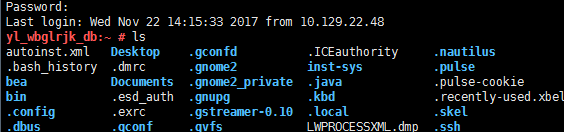 Password:
Last login: Wed Nov 22 14:15:33 2017 from 10.129.22.48
yl_wbglrjk_db:~ # ls
autoinst.xml Desktop .gconfd .ICEauthority .nautilus
.bash_history .dmrc .gnome2 inst-sys .pulse
bea Documents .gnome2_private .java .pulse-cookie
bin .esd_auth .gnupg .kbd .recently-used.xbel
.config .exrc .gstreamer-0.10 .local .skel
.dbus .gconf .gvfs LWPROCESSXML.dmp .ssh